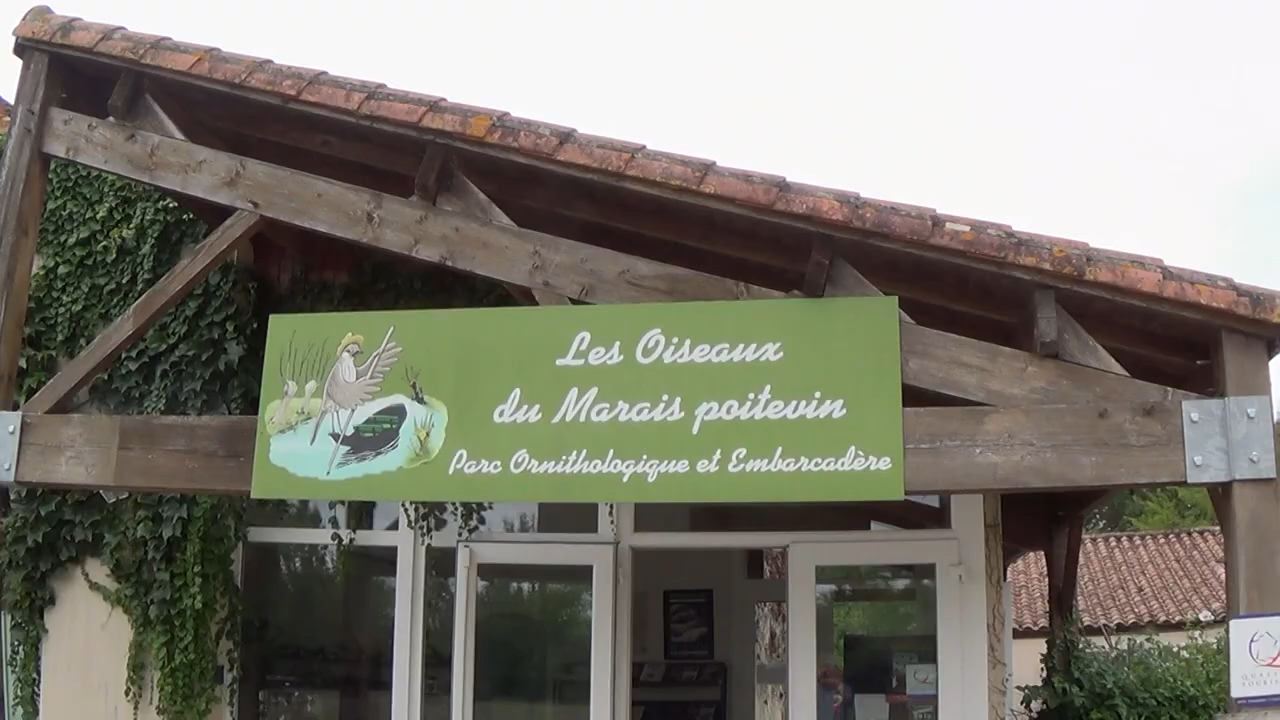 Les Oiseaux
du Marais poitevin
Parc Ornithologique et Embarcadère